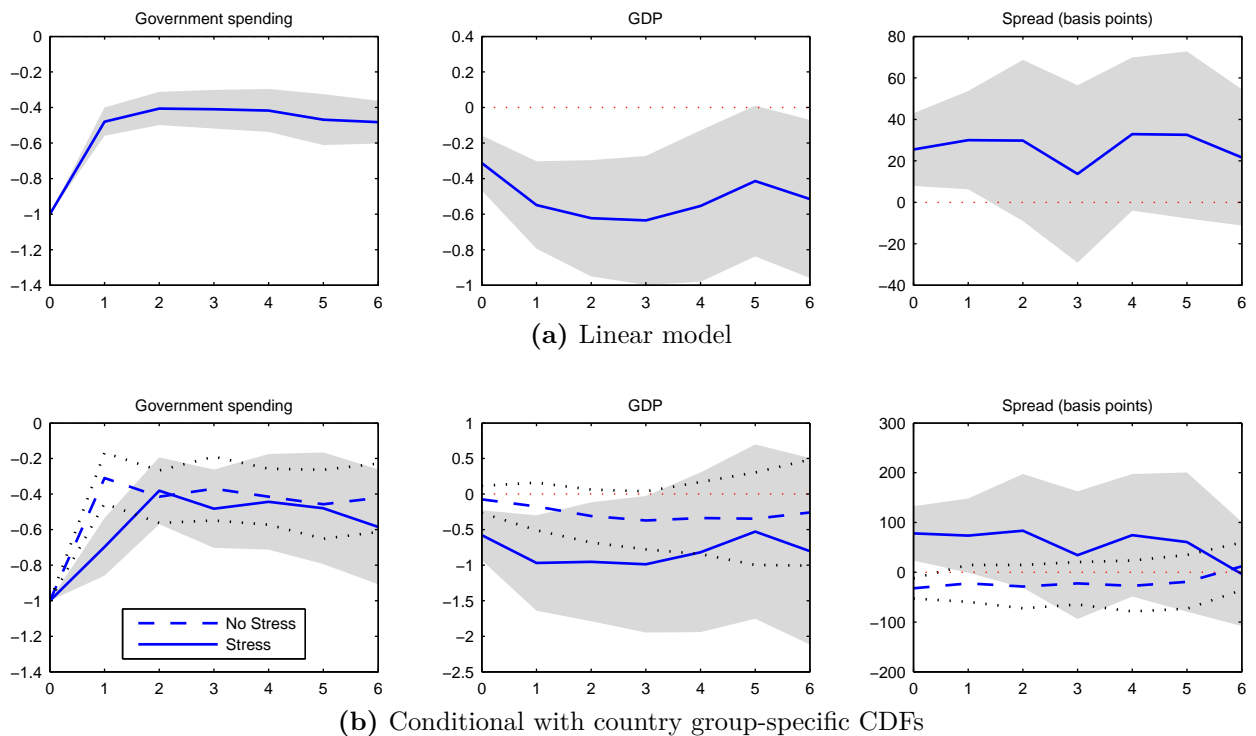 Government spending
GDP
Spread (basis points)
0
−0.2
−0.4
−0.6
−0.8
−1
−1.2
−1.4
0 1 2 3 4 5 6
0.4
0.2
0
−0.2
−0.4
−0.6
−0.8
−1
0 1 2 3 4 5 6
80
60
40
20
0
−20
−40
0 1 2 3 4 5 6
(a) Linear model
Government spending
GDP
Spread (basis points)
0
−0.2
−0.4
−0.6
−0.8
−1
−1.2
−1.4
0 1 2 3 4 5 6
No Stress
Stress
1
0.5
0
−0.5
−1
−1.5
−2
−2.5
0 1 2 3 4 5 6
300
200
100
0
−100
−200
0 1 2 3 4 5 6
(b) Conditional with country group-specific CDFs